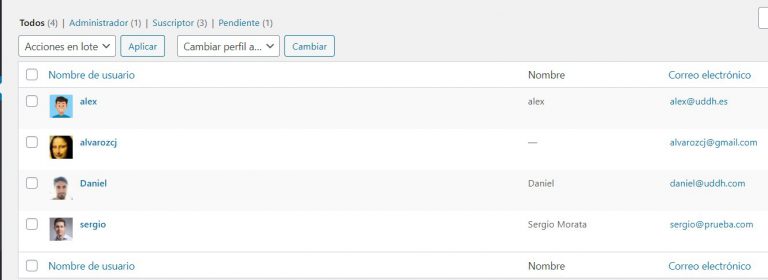 Todos (4) | Administrador (1) | Suscriptor (3) | Pendiente (1)
Acciones en lote Aplicar Cambiar perfil a... Cambiar
Nombre de usuario Nombre Correo electrónico
alex alex alex@uddh.es
alvarozcj — alvarozcj@gmail.com
Daniel Daniel daniel@uddh.com
sergio Sergio Morata sergio@prueba.com
Nombre de usuario Nombre Correo electrónico